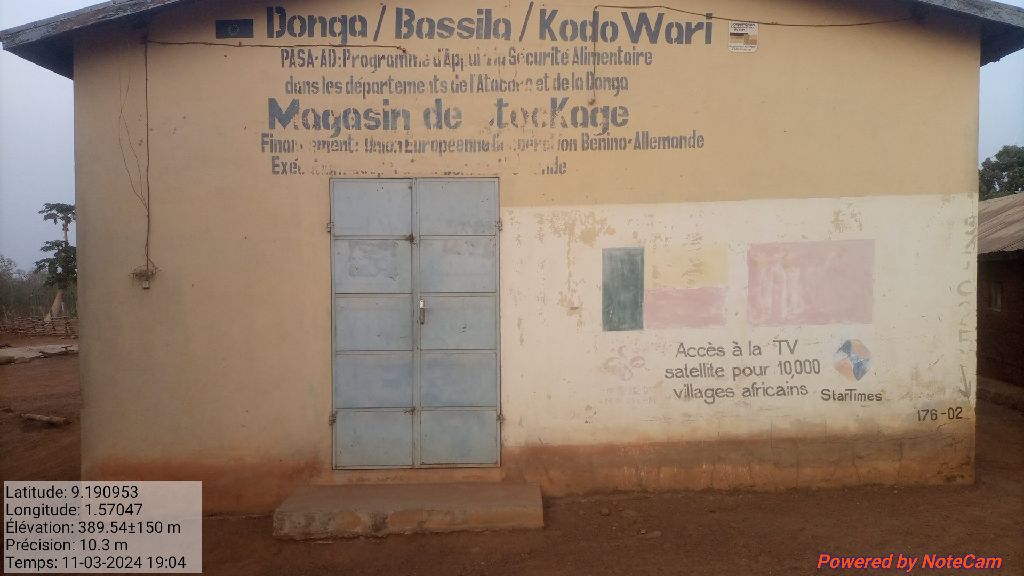 Donga / Bassila / Kodo Wari
PASA-AD: Programme d'Appui à la Sécurité Alimentaire
dans les départements de l'Atacora et de la Donga
Magasin de StocKage
Financement: Union Européenne Coopération Bénino-Allemande
Accès à la TV
satellite pour 10,000
villages africains
StarTimes
176-02
Latitude: 9.190953
Longitude: 1.57047
Élévation: 389.54±150 m
Précision: 10.3 m
Temps: 11-03-2024 19:04
Powered by NoteCam